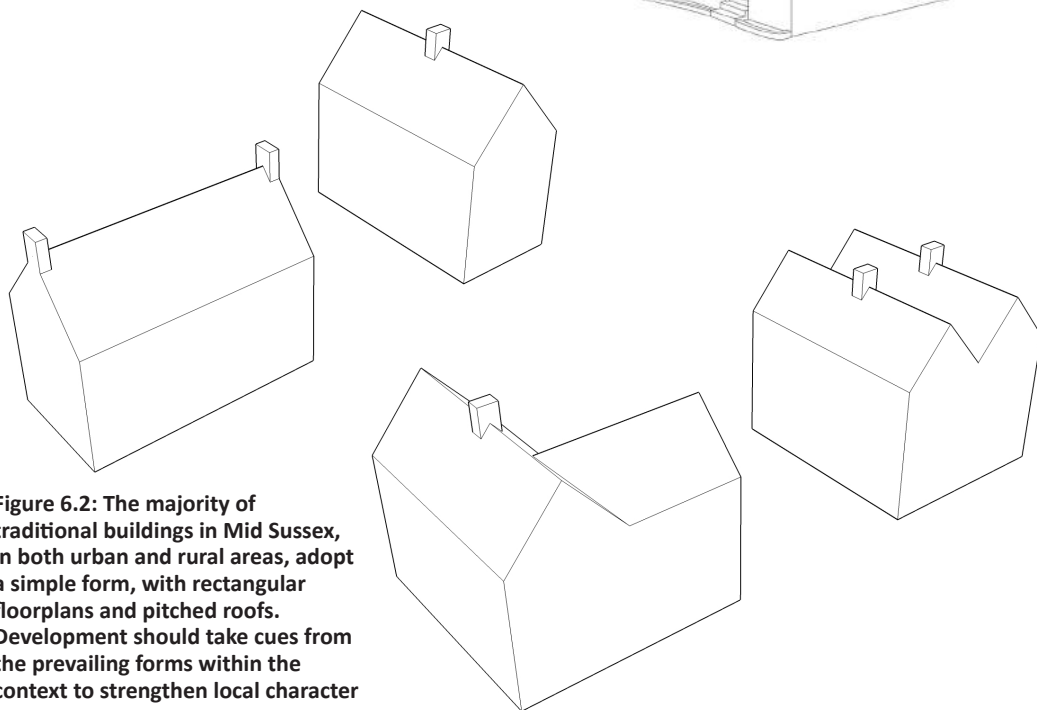 Figure 6.2: The majority of
traditional buildings in Mid Sussex,
in both urban and rural areas, adopt
a simple form, with rectangular
floorplans and pitched roofs.
Development should take cues from
the prevailing forms within the
context to strengthen local character